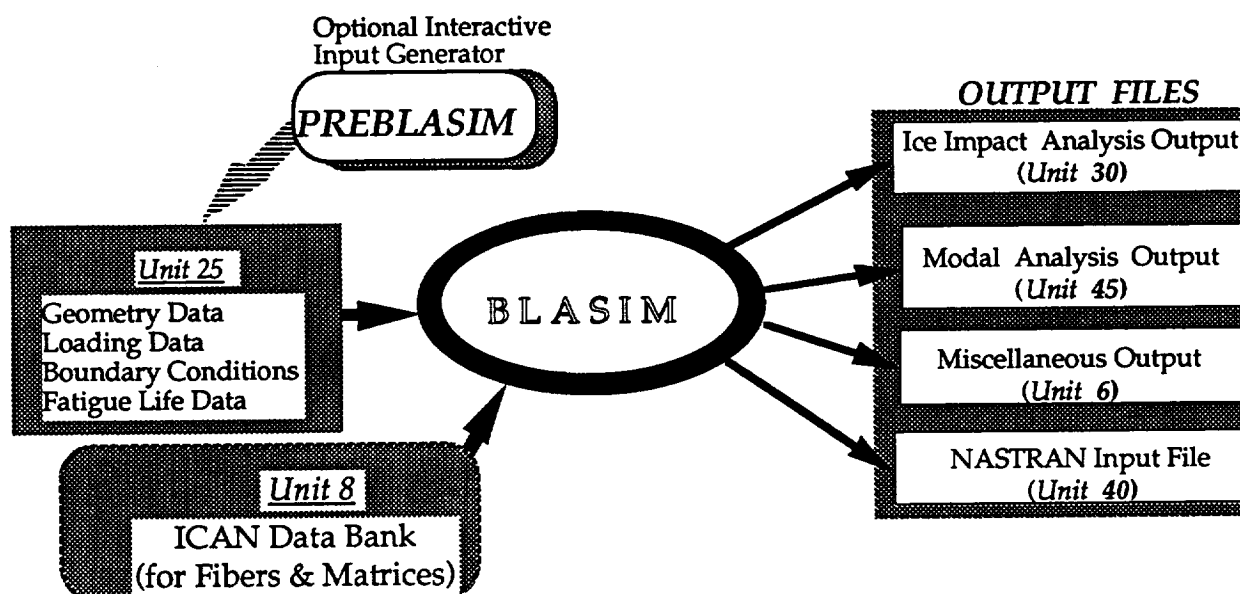 Optional Interactive
Input Generator
PREBLASIM
Unit 25
Geometry Data
Loading Data
Boundary Conditions
Fatigue Life Data
Unit 8
ICAN Data Bank
(for Fibers & Matrices)
BLASIM
OUTPUT FILES
Ice Impact Analysis Output
(Unit 30)
Modal Analysis Output
(Unit 45)
Miscellaneous Output
(Unit 6)
NASTRAN Input File
(Unit 40)